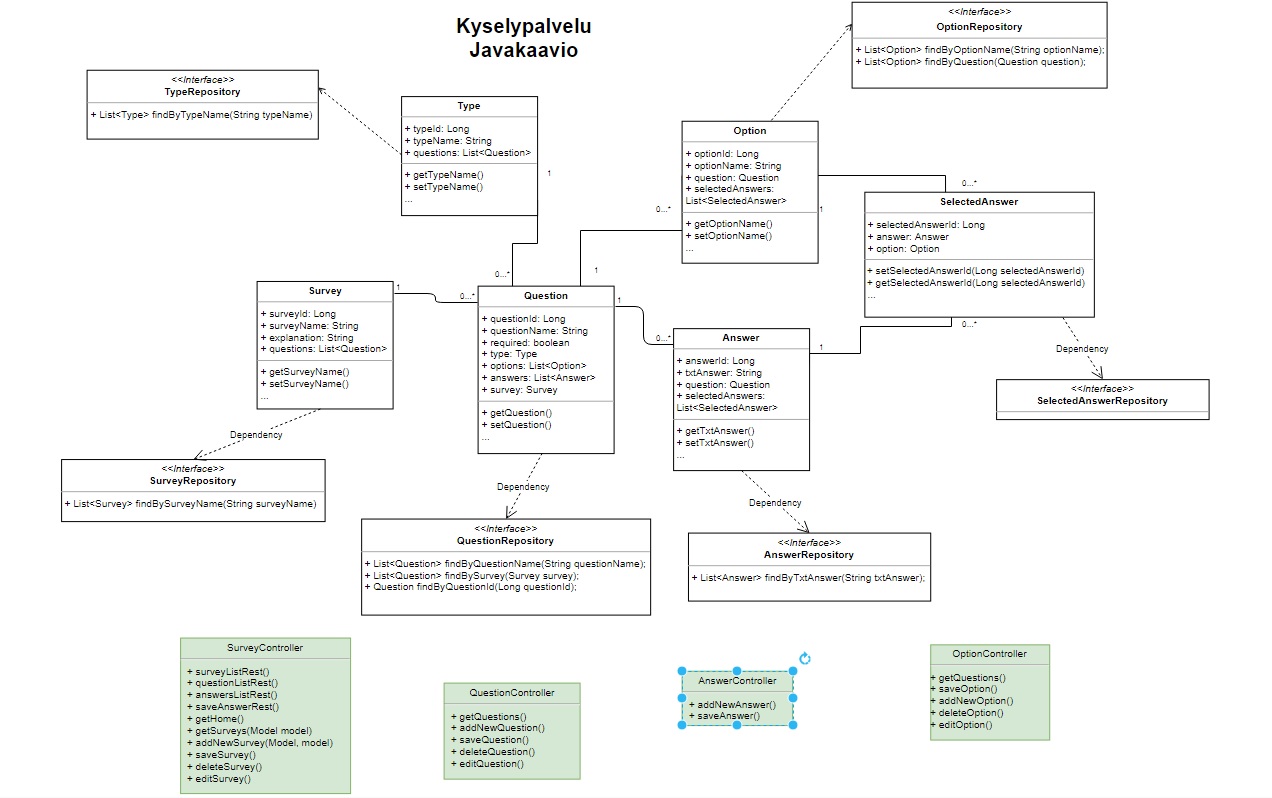 Kyselypalvelu
Javakaavio
<<Interface>>
OptionRepository
+ List<Option> findByOptionName(String optionName);
+ List<Option> findByQuestion(Question question);
<<Interface>>
TypeRepository
+ List<Type> findByTypeName(String typeName)
Type
+ typeId: Long
+ typeName: String
+ questions: List<Question>
+ getTypeName()
+ setTypeName()
...
1
0...*
Option
+ optionId: Long
+ optionName: String
+ question: Question
+ selectedAnswers:
List<SelectedAnswer>
+ getOptionName()
+ setOptionName()
...
0...*
1
1
0...*
SelectedAnswer
+ selectedAnswerId: Long
+ answer: Answer
+ option: Option
+ setSelectedAnswerId(Long selectedAnswerId)
+ getSelectedAnswerId(Long selectedAnswerId)
...
0...*
Dependency
<<Interface>>
SelectedAnswerRepository
Survey
+ surveyId: Long
+ surveyName: String
+ explanation: String
+ questions: List<Question>
+ getSurveyName()
+ setSurveyName()
...
1
0...*
Question
+ questionId: Long
+ questionName: String
+ required: boolean
+ type: Type
+ options: List<Option>
+ answers: List<Answer>
+ survey: Survey
+ getQuestion()
+ setQuestion()
...
1
0...*
Answer
+ answerId: Long
+ txtAnswer: String
+ question: Question
+ selectedAnswers:
List<SelectedAnswer>
+ getTxtAnswer()
+ setTxtAnswer()
...
1
Dependency
<<Interface>>
SurveyRepository
+ List<Survey> findBySurveyName(String surveyName)
Dependency
<<Interface>>
QuestionRepository
+ List<Question> findByQuestionName(String questionName);
+ List<Question> findBySurvey(Survey survey);
+ Question findByQuestionId(Long questionId);
Dependency
<<Interface>>
AnswerRepository
+ List<Answer> findByTxtAnswer(String txtAnswer);
SurveyController
+ surveyListRest()
+ questionListRest()
+ answersListRest()
+ saveAnswerRest()
+ getHome()
+ getSurveys(Model model)
+ addNewSurvey(Model, model)
+ saveSurvey()
+ deleteSurvey()
+ editSurvey()
QuestionController
+ getQuestions()
+ addNewQuestion()
+ saveQuestion()
+ deleteQuestion()
+ editQuestion()
AnswerController
+ addNewAnswer()
+ saveAnswer()
OptionController
+ getQuestions()
+ saveOption()
+ addNewOption()
+ deleteOption()
+ editOption()